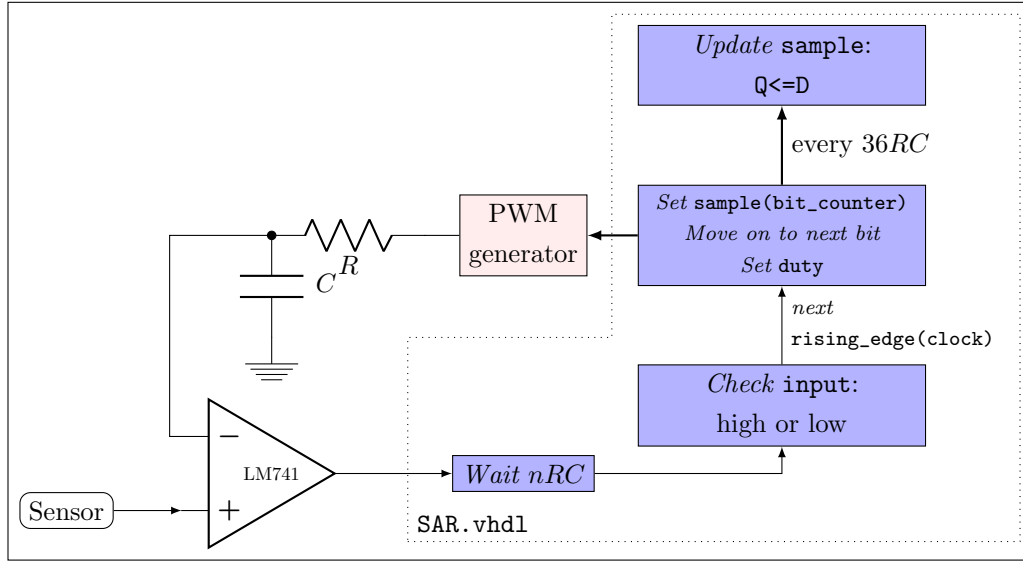 Update sample:
Q<=D
every 36RC
Set sample(bit_counter)
Move on to next bit
Set duty
PWM
generator
R
C
next
rising_edge(clock)
Check input:
high or low
−
LM741
+
Wait nRC
Sensor
SAR.vhdl